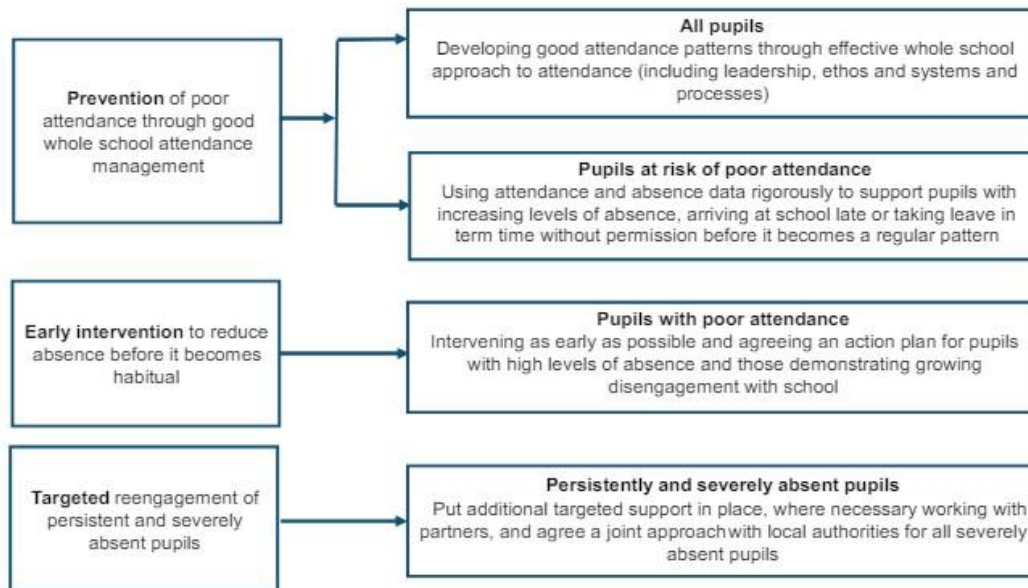 Prevention of poor
attendance through good
whole school attendance
management
All pupils
Developing good attendance patterns through effective whole school
approach to attendance (including leadership, ethos and systems and
processes)
Pupils at risk of poor attendance
Using attendance and absence data rigorously to support pupils with
increasing levels of absence, arriving at school late or taking leave in
term time without permission before it becomes a regular pattern
Early intervention to reduce
absence before it becomes
habitual
Pupils with poor attendance
Intervening as early as possible and agreeing an action plan for pupils
with high levels of absence and those demonstrating growing
disengagement with school
Targeted reengagement of
persistent and severely
absent pupils
Persistently and severely absent pupils
Put additional targeted support in place, where necessary working with
partners, and agree a joint approachwith local authorities for all severely
absent pupils